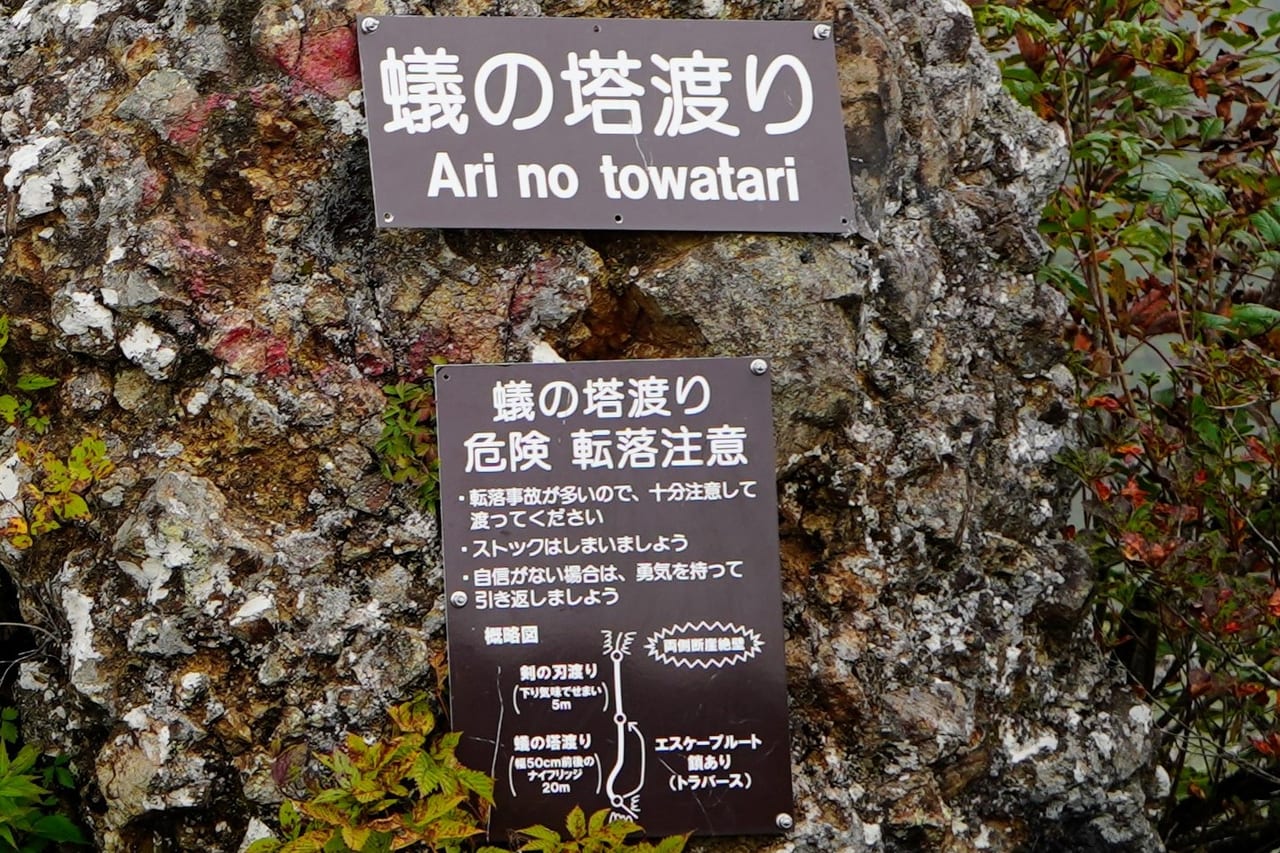 蟻の塔渡り
Ari no towatari
蟻の塔渡り
危険 転落注意
・転落事故が多いので、十分注意して
渡ってください
・ストックはしまいましよう
・自信がない場合は、勇気を持って
引き返しましよう
概略図
両側断崖絶壁
剣の刃渡り
(下り気味でせまい)
5m
蟻の塔渡り
(幅50cm前後の
ナイフリッジ)
20m
エスケープルート
鎖あり
(トラバース)